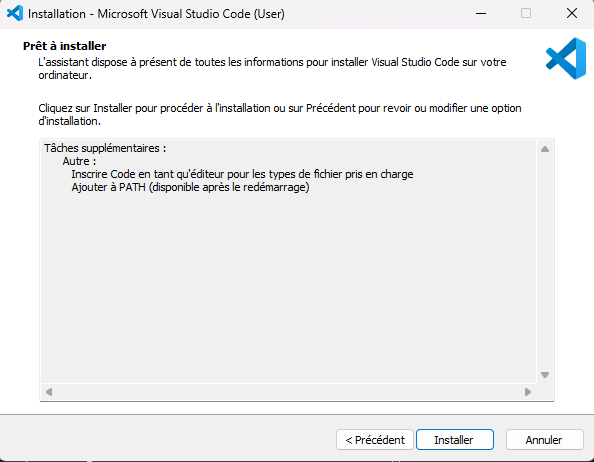 Installation - Microsoft Visual Studio Code (User)
Prêt à installer
L'assistant dispose à présent de toutes les informations pour installer Visual Studio Code sur votre
ordinateur.
Cliquez sur Installer pour procéder à l'installation ou sur Précédent pour revoir ou modifier une option
d'installation.
Tâches supplémentaires :
Autre :
Inscrire Code en tant qu'éditeur pour les types de fichier pris en charge
Ajouter à PATH (disponible après le redémarrage)
< Précédent
Installer
Annuler